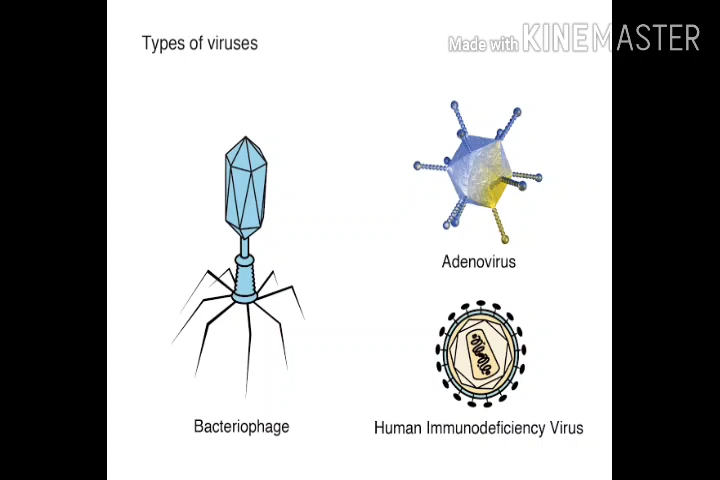 Types of viruses
Made with KINEMASTER
Adenovirus
Bacteriophage
Human Immunodeficiency Virus